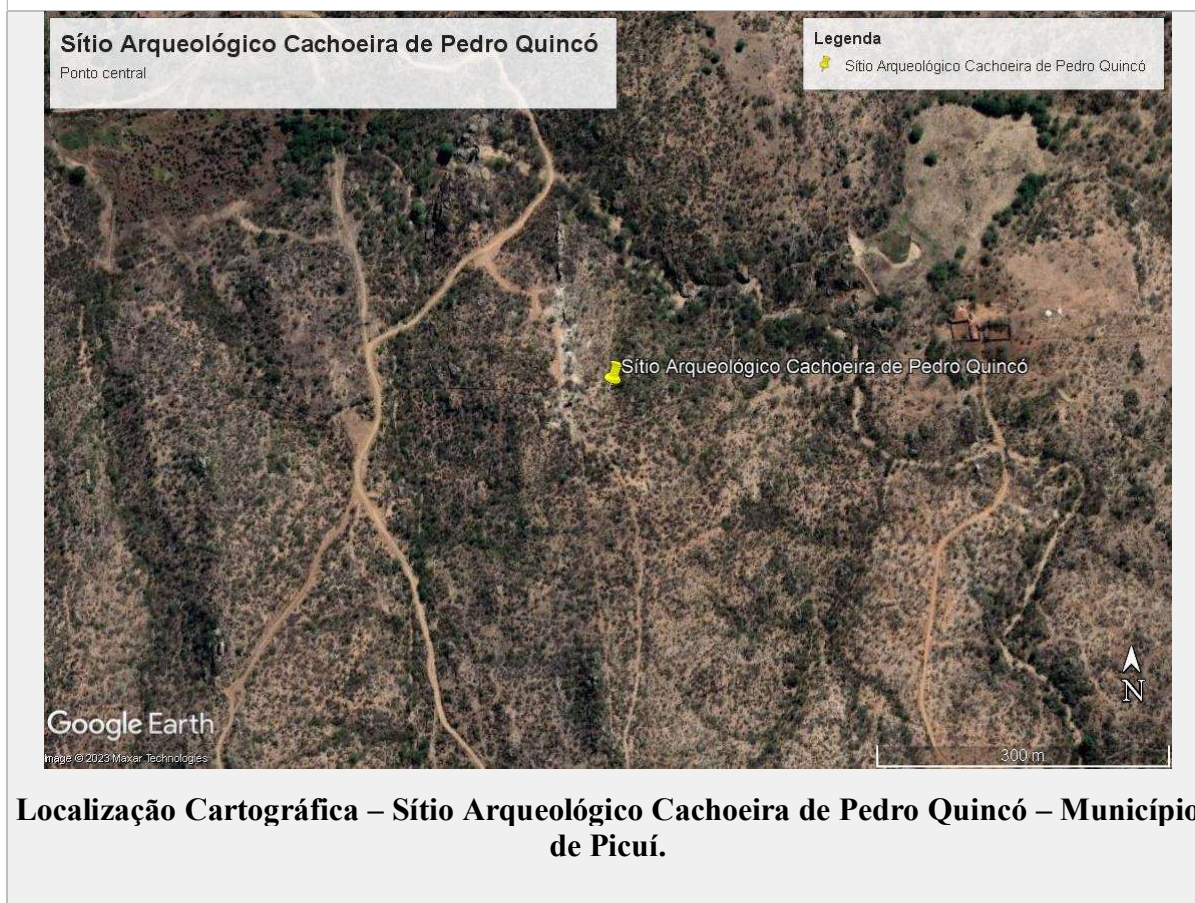 Sítio Arqueológico Cachoeira de Pedro Quincó
Ponto central
Legenda
Sítio Arqueológico Cachoeira de Pedro Quincó
Sítio Arqueológico Cachoeira de Pedro Quincó
N
Google Earth
Image © 2023 Maxar Technologies
300 m
Localização Cartográfica – Sítio Arqueológico Cachoeira de Pedro Quincó – Município
de Picuí.